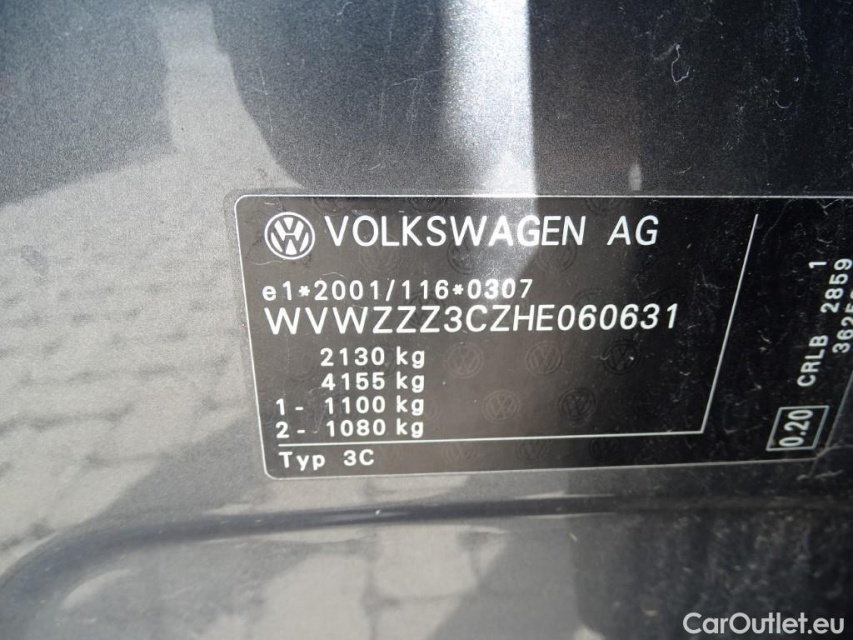 VOLKSWAGEN AG
e1*2001/116*0307
WVWZZZ3CZHE060631
2130 kg
4155 kg
1- 1100 kg
2- 1080 kg
Typ 3C
CRLB 2859 1
0.20
CarOutlet.eu